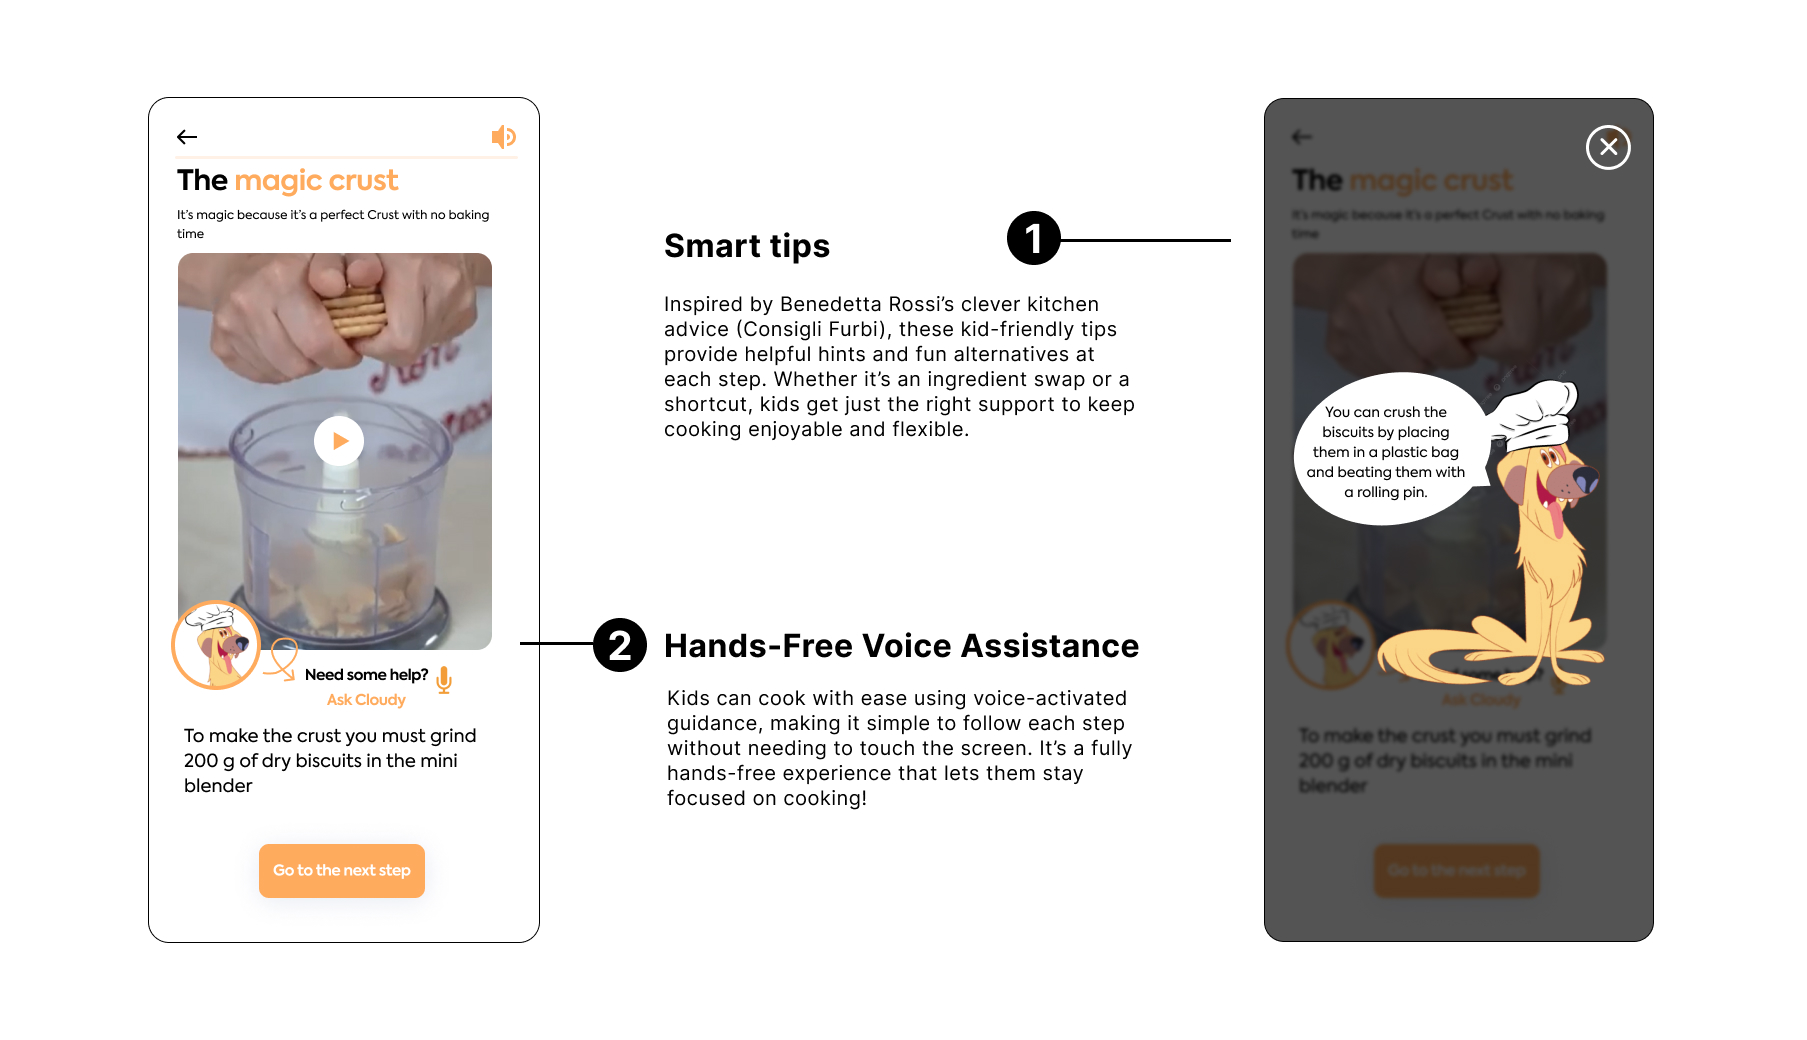 The magic crust
It's magic because it's a perfect Crust with no baking
time
Need some help?
Ask Cloudy
To make the crust you must grind
200 g of dry biscuits in the mini
blender
Go to the next step
Smart tips
1
Inspired by Benedetta Rossi’s clever kitchen
advice (Consigli Furbi), these kid-friendly tips
provide helpful hints and fun alternatives at
each step. Whether it’s an ingredient swap or a
shortcut, kids get just the right support to keep
cooking enjoyable and flexible.
2
Hands-Free Voice Assistance
Kids can cook with ease using voice-activated
guidance, making it simple to follow each step
without needing to touch the screen. It’s a fully
hands-free experience that lets them stay
focused on cooking!
The magic crust
It's magic because it's a perfect Crust with no baking
time
You can crush the
biscuits by placing
them in a plastic bag
and beating them with
a rolling pin.
Ask Cloudy
To make the crust you must grind
200 g of dry biscuits in the mini
blender
Go to the next step